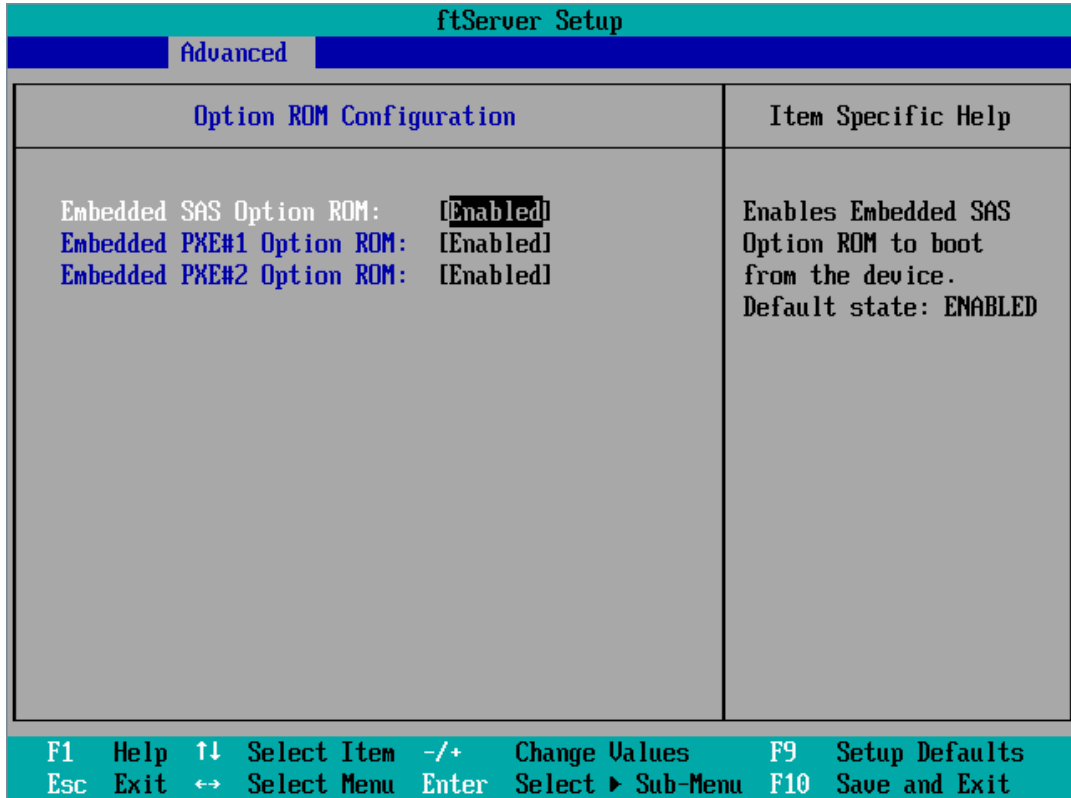 ftServer Setup
Advanced
Option ROM Configuration
Item Specific Help
Embedded SAS Option ROM: [Enabled]
Embedded PXE#1 Option ROM: [Enabled]
Embedded PXE#2 Option ROM: [Enabled]
Enables Embedded SAS
Option ROM to boot
from the device.
Default state: ENABLED
F1 Help ↑↓ Select Item -/+ Change Values F9 Setup Defaults
Esc Exit ↔ Select Menu Enter Select ▶ Sub-Menu F10 Save and Exit